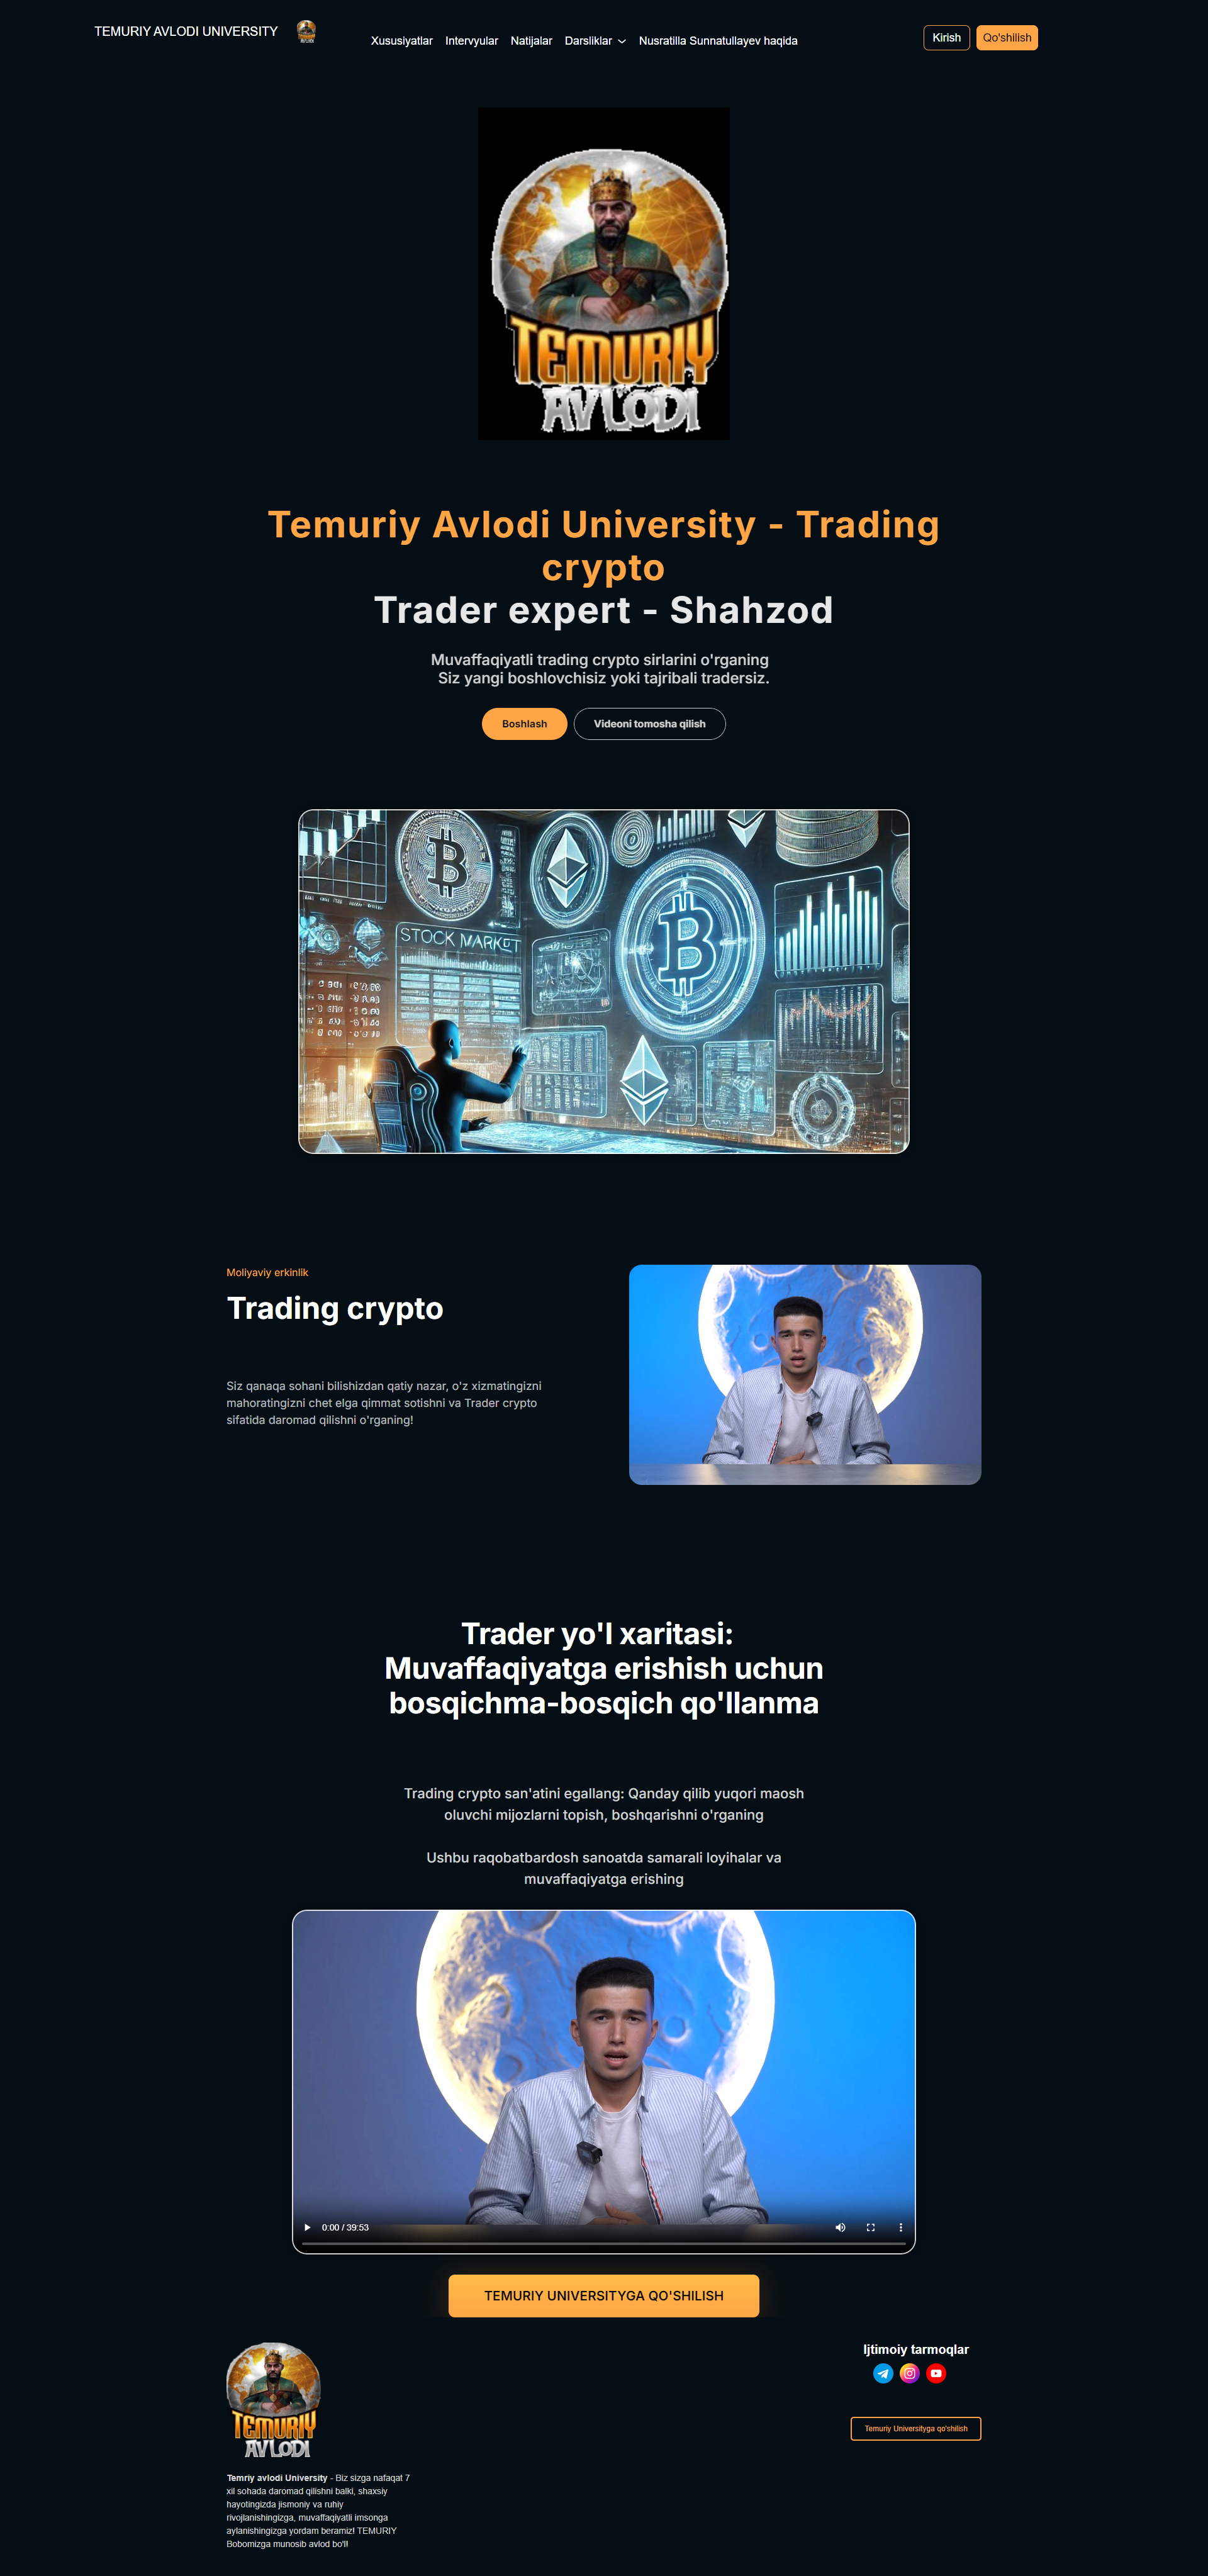 TEMURIY AVLODI UNIVERSITY
Xususiyatlar Intervyular Natijalar Darsliklar Nusratilla Sunnatullayev haqida
Kirish Qo'shilish
TEMURIY
AVLODI
Temuriy Avlodi University - Trading
crypto
Trader expert - Shahzod
Muvaffaqiyatli trading crypto sirlarini o'rganing
Siz yangi boshlovchisiz yoki tajribali tradersiz.
Boshlash Videoni tomosha qilish
STOCK MARKET
Moliyaviy erkinlik
Trading crypto
Siz qanaqa sohani bilishizdan qatiy nazar, o'z xizmatingizni
mahoratingizni chet elga qimmat sotishni va Trader crypto
sifatida daromad qilishni o'rganing!
Trader yo'l xaritasi:
Muvaffaqiyatga erishish uchun
bosqichma-bosqich qo'llanma
Trading crypto san'atini egallang: Qanday qilib yuqori maosh
oluvchi mijozlarni topish, boshqarishni o'rganing
Ushbu raqobatbardosh sanoatda samarali loyihalar va
muvaffaqiyatga erishing
0:00 / 39:53
TEMURIY UNIVERSITYGA QO'SHILISH
TEMURIY
AVLODI
Temriy avlodi University - Biz sizga nafaqat 7
xil sohada daromad qilishni balki, shaxsiy
hayotingizda jismoniy va ruhiy
rivojlanishingizga, muvaffaqiyatli imsonga
aylanishingizga yordam beramiz! TEMURIY
Bobomizga munosib avlod bo'l!
Ijtimoiy tarmoqlar
Temuriy Universityga qo'shilish